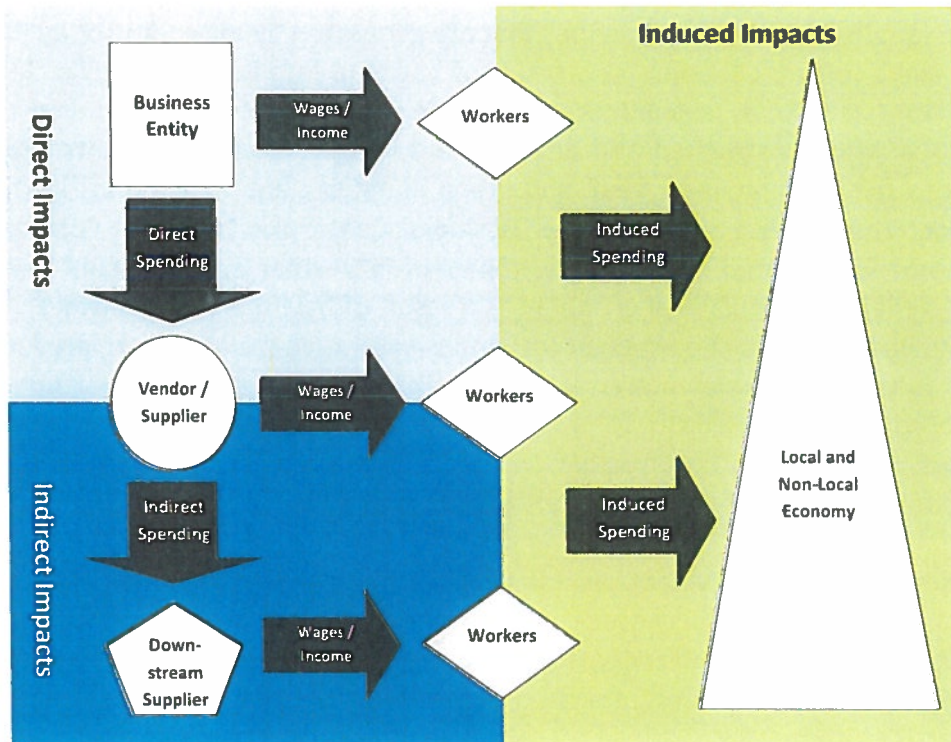 Induced Impacts
Direct Impacts
Business
Entity
Wages /
Income
Workers
Direct
Spending
Induced
Spending
Vendor /
Supplier
Wages /
Income
Workers
Indirect Impacts
Indirect
Spending
Induced
Spending
Local and
Non-Local
Economy
Down-
stream
Supplier
Wages /
Income
Workers